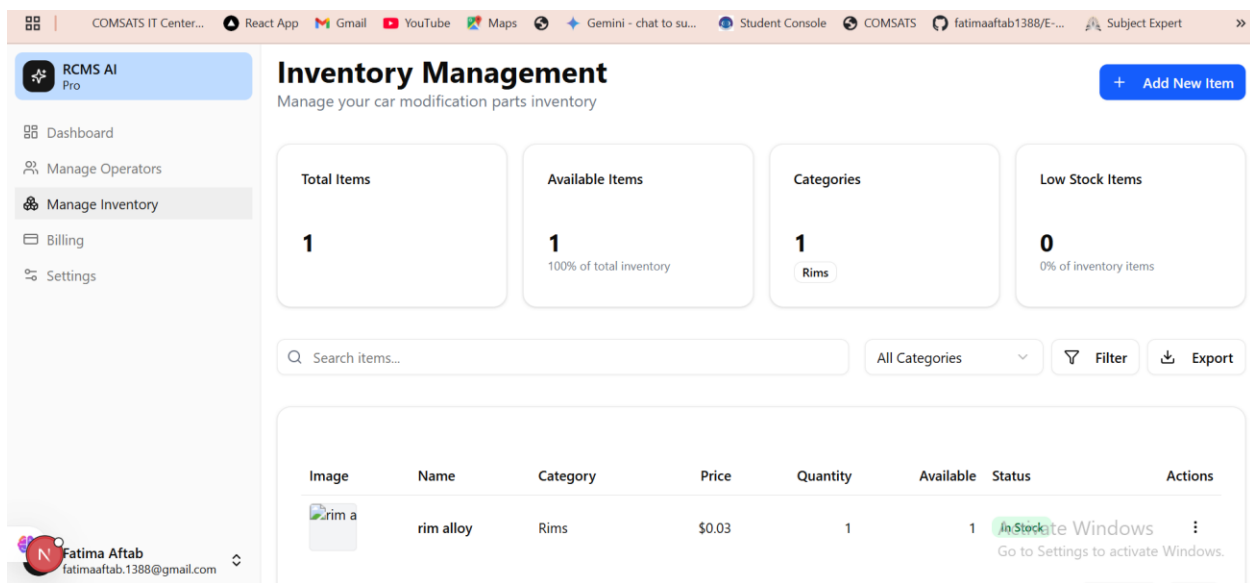 COMSATS IT Center... React App Gmail YouTube Maps Gemini - chat to su... Student Console COMSATS fatimaaftab1388/E-... Subject Expert »
RCMS AI
Pro
Dashboard
Manage Operators
Manage Inventory
Billing
Settings
Inventory Management
Manage your car modification parts inventory
+ Add New Item
Total Items
1
Available Items
1
100% of total inventory
Categories
1
Rims
Low Stock Items
0
0% of inventory items
Search items...
All Categories
Filter
Export
Image Name Category Price Quantity Available Status Actions
rim a rim alloy Rims $0.03 1 1 In Stock
Activate Windows
Go to Settings to activate Windows.
N
Fatima Aftab
fatimaaftab.1388@gmail.com